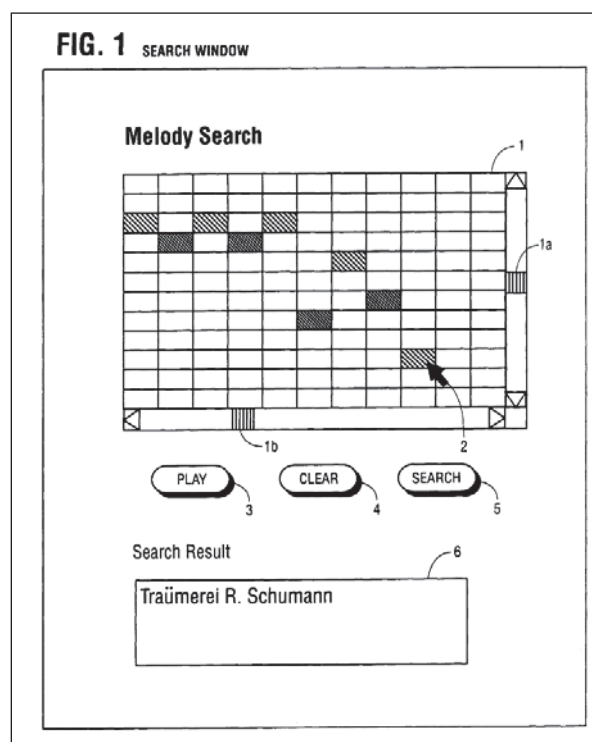 FIG. 1 SEARCH WINDOW
Melody Search
1
1a
1b
2
PLAY
CLEAR
SEARCH
3
4
5
Search Result
6
Traümerei R. Schumann